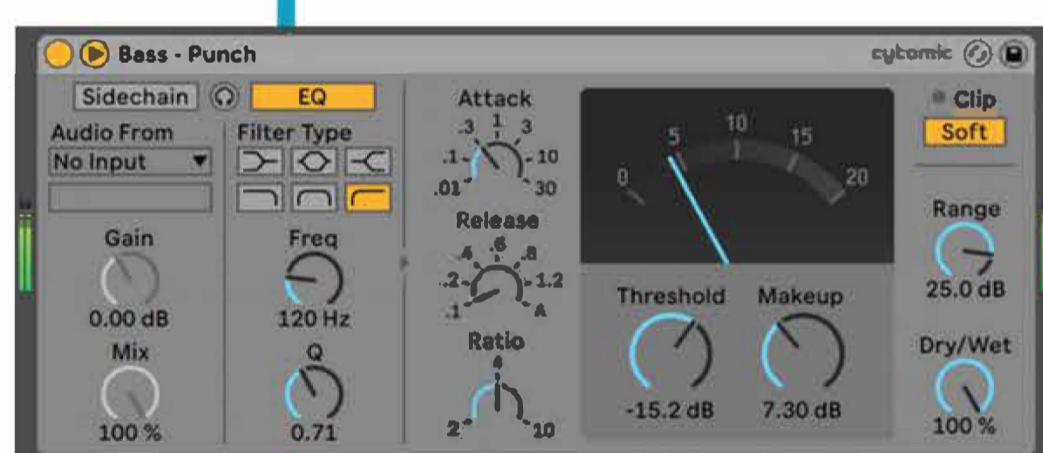 Bass - Punch
cytomic
Sidechain
EQ
Audio From
No Input
Filter Type
Gain
0.00 dB
Freq
120 Hz
Mix
100 %
Q
0.71
Attack
.01
.1
.3
1
3
10
30
Release
.1
.2
.4
.6
.8
1.2
A
Ratio
2
4
10
0
5
10
15
20
Threshold
-15.2 dB
Makeup
7.30 dB
Clip
Soft
Range
25.0 dB
Dry/Wet
100 %